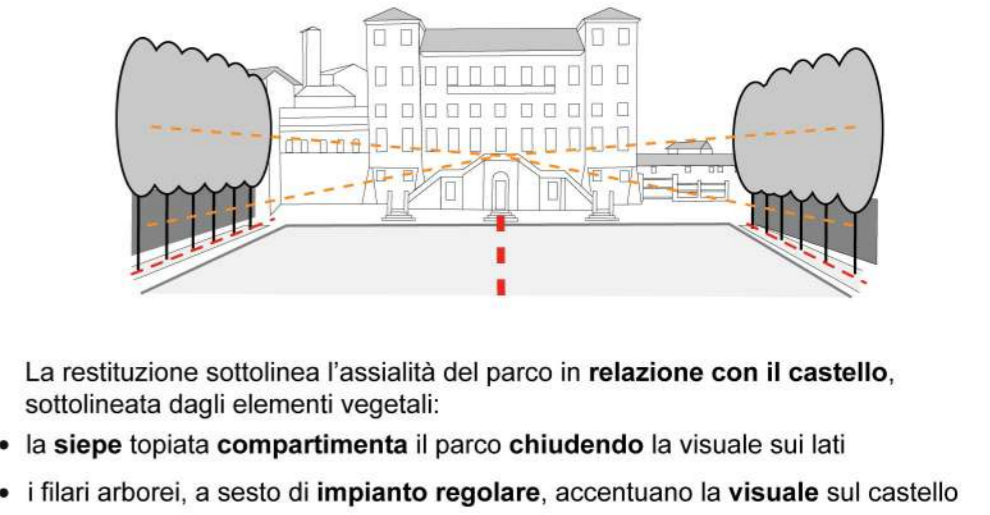 La restituzione sottolinea l'assialità del parco in relazione con il castello,
sottolineata dagli elementi vegetali:
• la siepe topiata compartimenta il parco chiudendo la visuale sui lati
• i filari arborei, a sesto di impianto regolare, accentuano la visuale sul castello